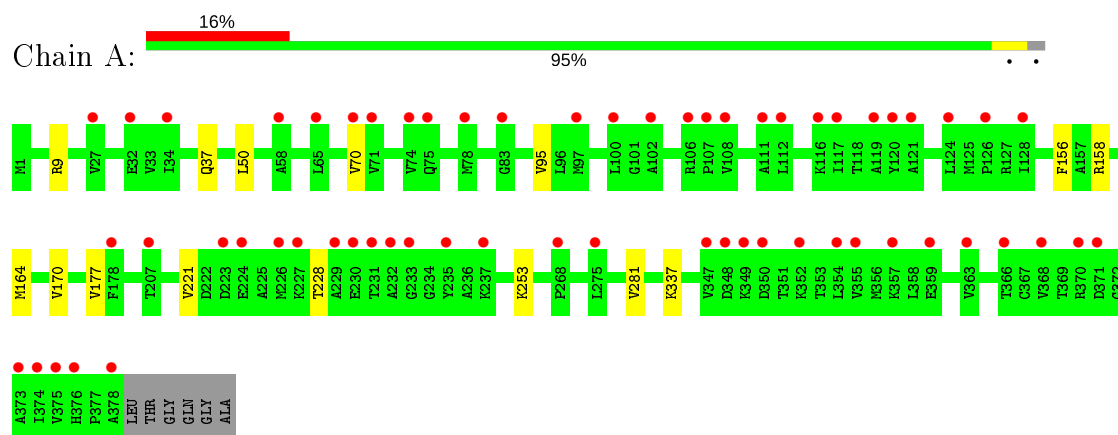 16%
Chain A:
95%
. .
M1 R9 V27 E32 V33 I34 Q37 L50 A58 L65 V70 V71 V74 Q75 M78 G83 V95 L96 M97 L100 G101 A102 R106 P107 V108 A111 L112 K116 I117 T118 A119 Y120 A121 L124 M125 P126 R127 I128 F156 A157 R158
M164 V170 V177 F178 T207 V221 D222 D223 E224 A225 M226 K227 T228 A229 E230 T231 A232 G233 G234 Y235 A236 K237 K253 P268 L275 V281 K337 V347 D348 K349 D350 T351 K352 T353 L354 V355 M356 K357 L358 E359 V363 T366 C367 V368 T369 R370 D371 G372
A373 I374 V375 H376 P377 A378 LEU THR GLY GLN GLY ALA